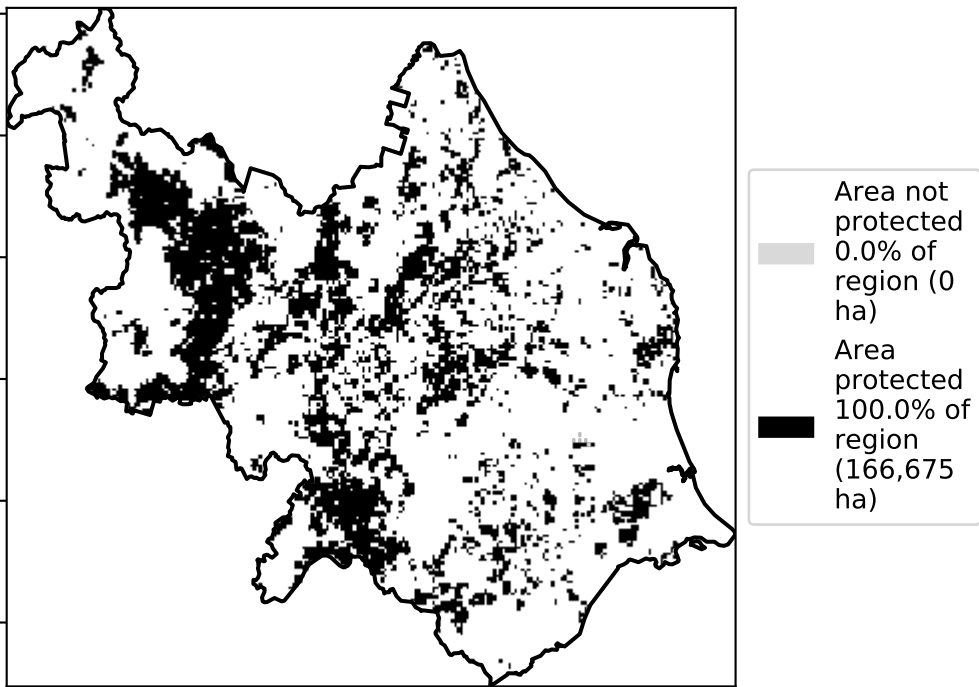 Area not
protected
0.0% of
region (0
ha)
Area
protected
100.0% of
region
(166,675
ha)